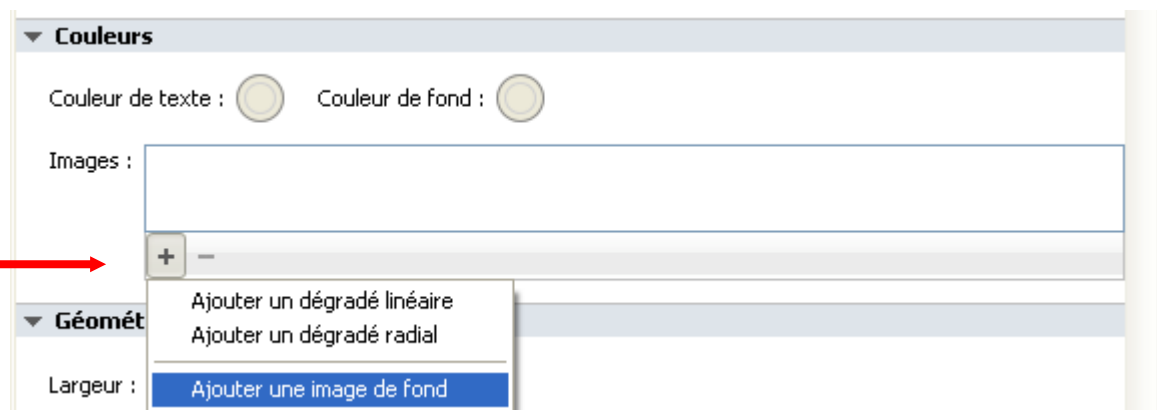 Couleurs
Couleur de texte : Couleur de fond :
Images :
+ −
Ajouter un dégradé linéaire
Géomét
Ajouter un dégradé radial
Largeur : Ajouter une image de fond